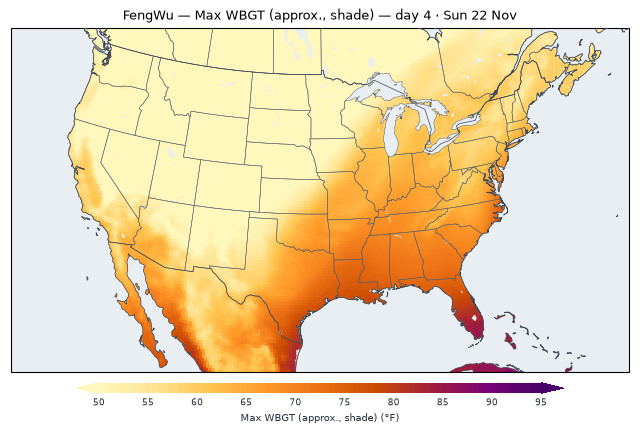 FengWu — Max WBGT (approx., shade) — day 4 · Sun 22 Nov
50 55 60 65 70 75 80 85 90 95
Max WBGT (approx., shade) (°F)